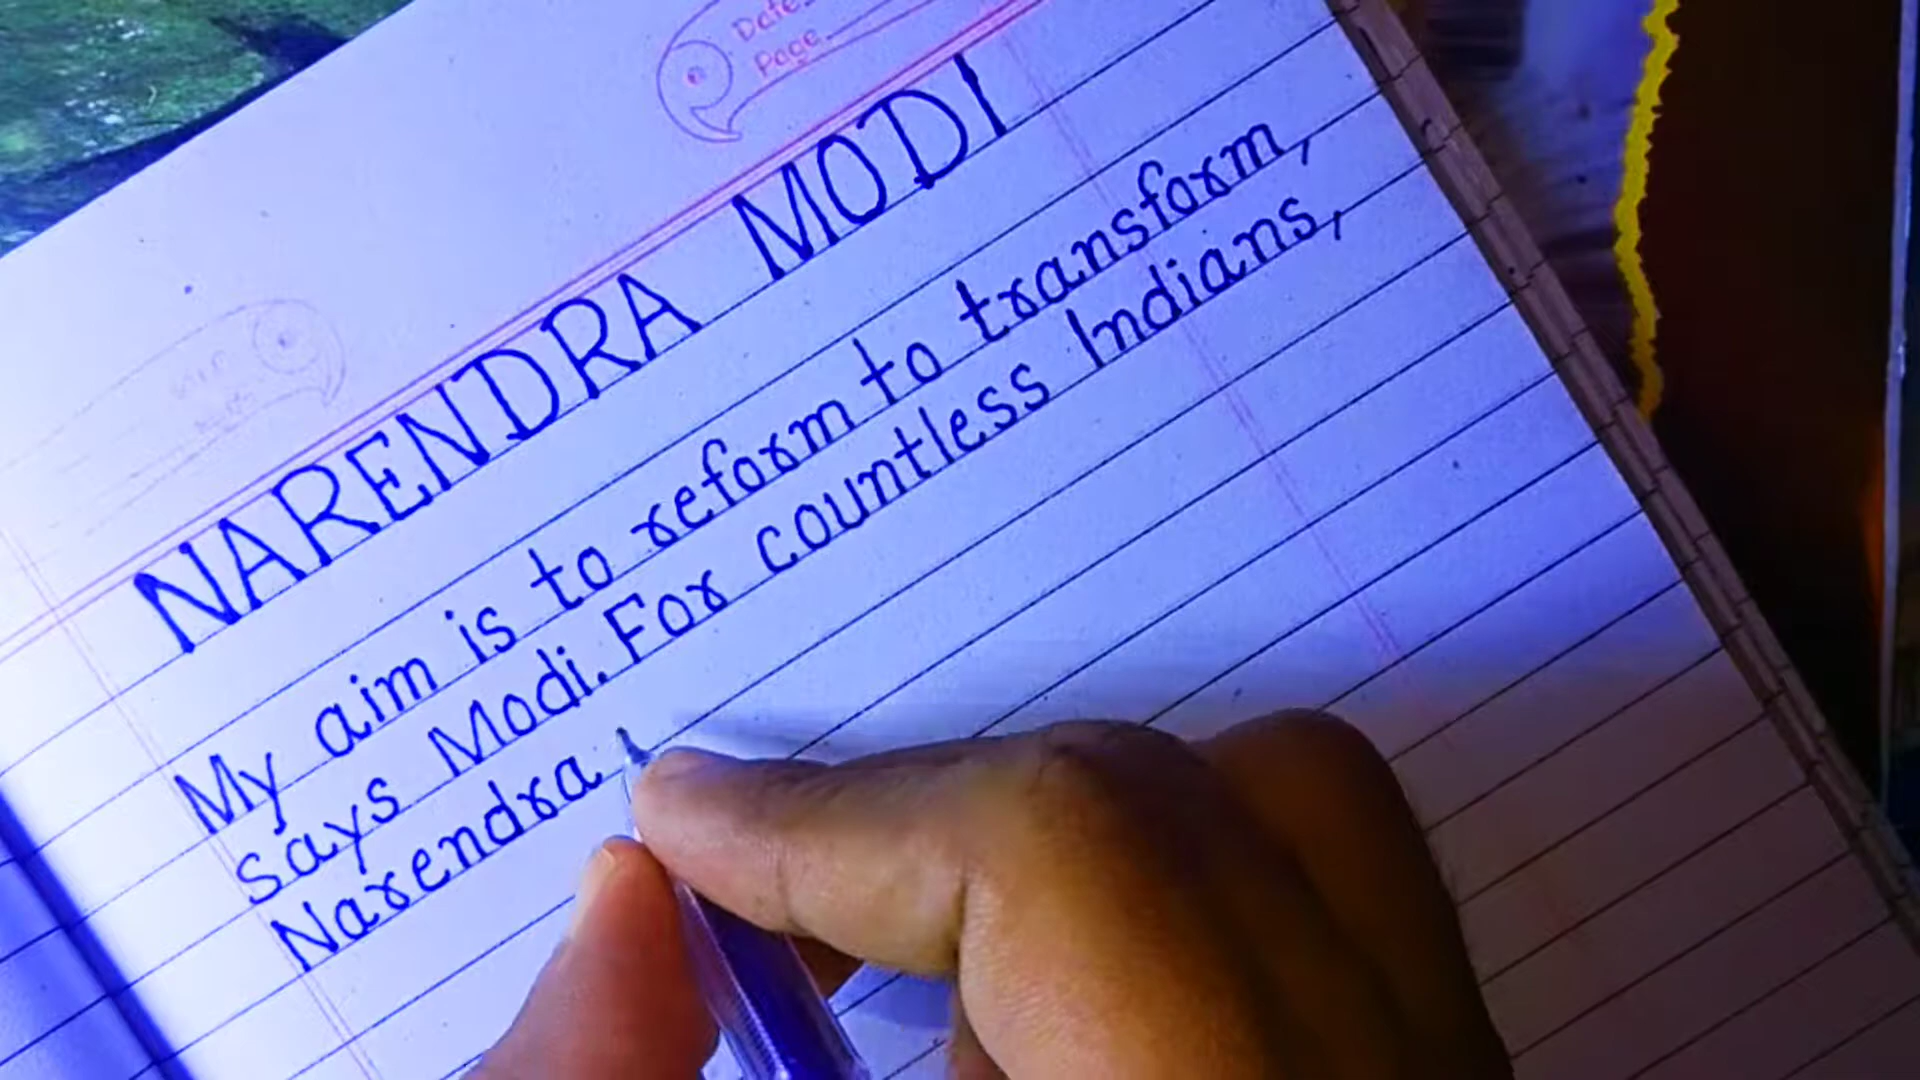 Date
Page
NARENDRA MODI
My aim is to reform to transform,
says Modi. For countless Indians,
Narendra